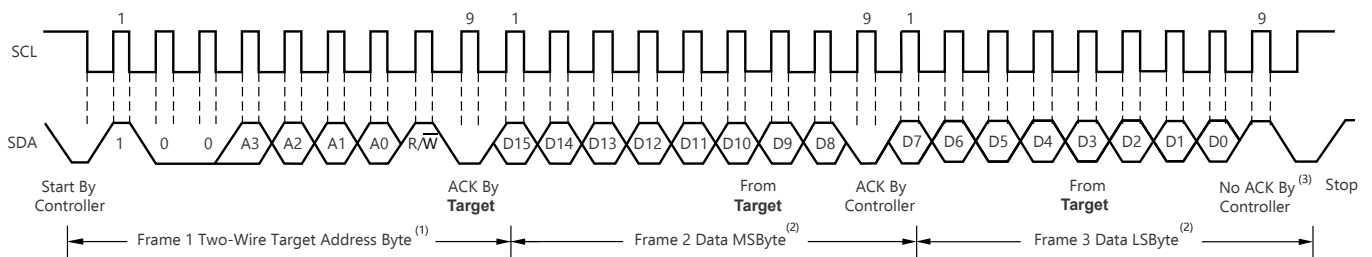 1 9 1 9 1 9
SCL
SDA 1 0 0 A3 A2 A1 A0 R/W̅ D15 D14 D13 D12 D11 D10 D9 D8 D7 D6 D5 D4 D3 D2 D1 D0
Start By
Controller
ACK By
Target
From
Target
ACK By
Controller
From
Target
No ACK By (3)
Controller
Stop
Frame 1 Two-Wire Target Address Byte (1)
Frame 2 Data MSByte (2)
Frame 3 Data LSByte (2)